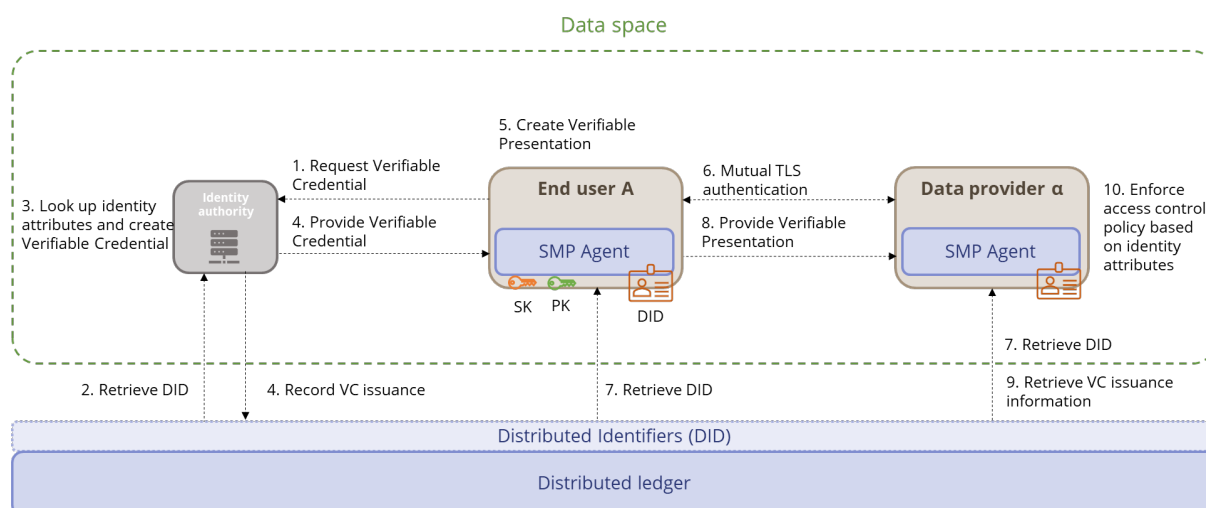 Data space
5. Create Verifiable
Presentation
1. Request Verifiable
Credential
6. Mutual TLS
authentication
Identity
authority
End user A
Data provider α
10. Enforce
access control
policy based
on identity
attributes
3. Look up identity
attributes and create
Verifiable Credential
4. Provide Verifiable
Credential
8. Provide Verifiable
Presentation
SMP Agent
SMP Agent
SK
PK
DID
7. Retrieve DID
2. Retrieve DID
4. Record VC issuance
7. Retrieve DID
9. Retrieve VC issuance
information
Distributed Identifiers (DID)
Distributed ledger